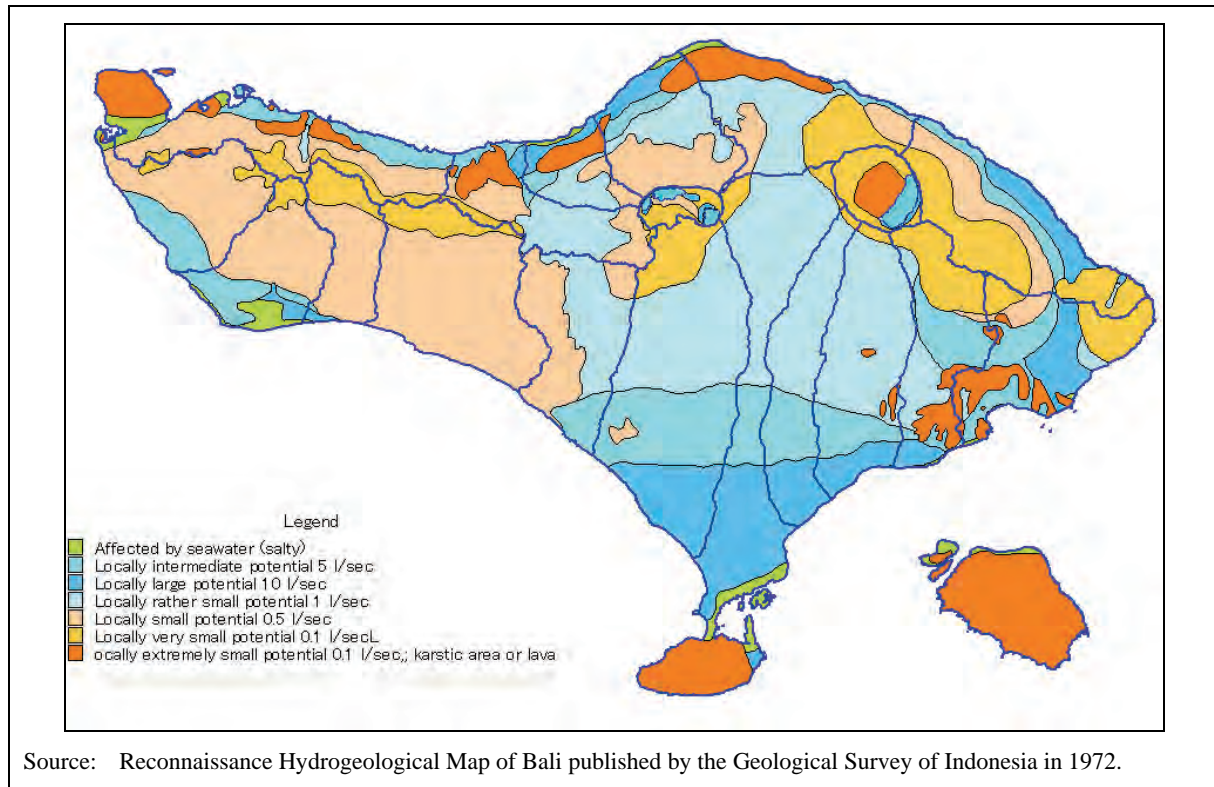 Legend
Affected by seawater (salty)
Locally intermediate potential 5 l/sec
Locally large potential 10 l/sec
Locally rather small potential 1 l/sec
Locally small potential 0.5 l/sec
Locally very small potential 0.1 l/secL
ocally extremely small potential 0.1 l/sec,; karstic area or lava
Source: Reconnaissance Hydrogeological Map of Bali published by the Geological Survey of Indonesia in 1972.